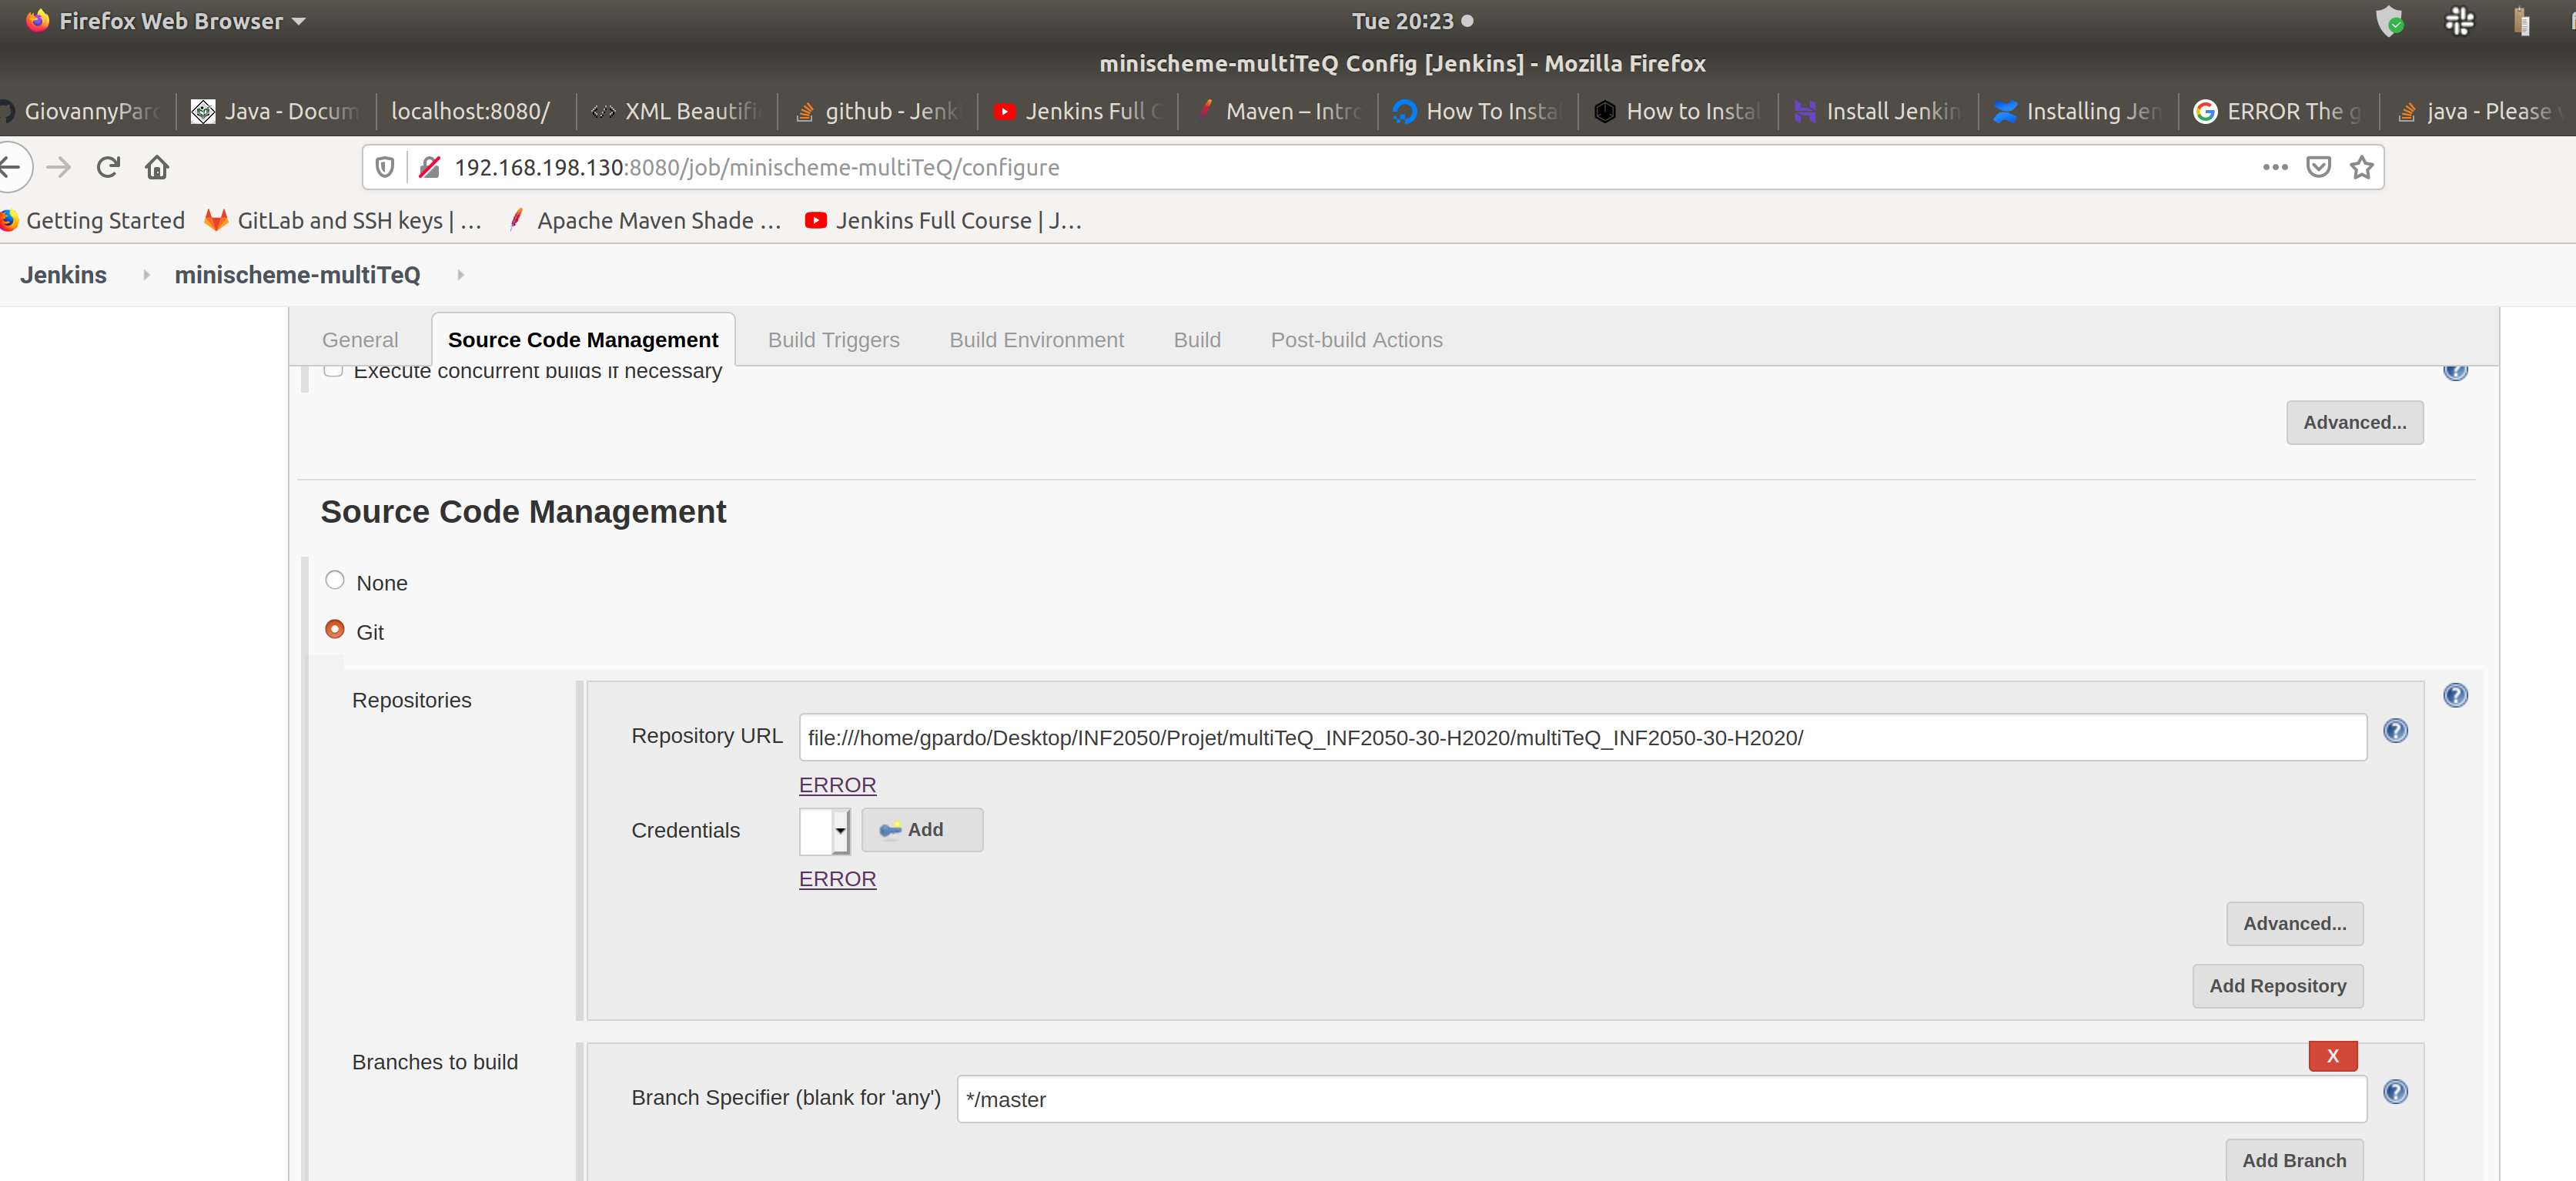 Firefox Web Browser
Tue 20:23
minischeme-multiTeQ Config [Jenkins] - Mozilla Firefox
GiovannyParc
Java - Docum
localhost:8080/
XML Beautifi
github - Jenk
Jenkins Full C
Maven – Intro
How To Insta
How to Instal
Install Jenkin
Installing Jen
ERROR The g
java - Please
192.168.198.130:8080/job/minischeme-multiTeQ/configure
Getting Started
GitLab and SSH keys | ...
Apache Maven Shade ...
Jenkins Full Course | J...
Jenkins
minischeme-multiTeQ
General
Source Code Management
Build Triggers
Build Environment
Build
Post-build Actions
Execute concurrent builds if necessary
Advanced...
Source Code Management
None
Git
Repositories
Repository URL
file:///home/gpardo/Desktop/INF2050/Projet/multiTeQ_INF2050-30-H2020/multiTeQ_INF2050-30-H2020/
ERROR
Credentials
Add
ERROR
Advanced...
Add Repository
Branches to build
X
Branch Specifier (blank for 'any')
*/master
Add Branch